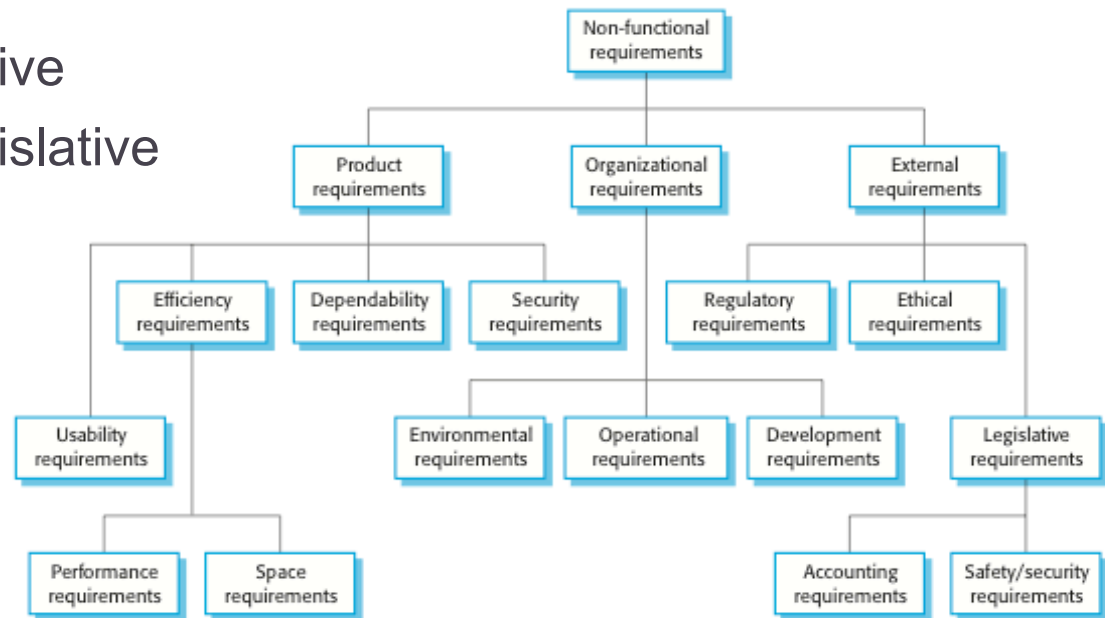 ive
islative
Non-functional
requirements
Product
requirements
Organizational
requirements
External
requirements
Efficiency
requirements
Dependability
requirements
Security
requirements
Regulatory
requirements
Ethical
requirements
Usability
requirements
Environmental
requirements
Operational
requirements
Development
requirements
Legislative
requirements
Performance
requirements
Space
requirements
Accounting
requirements
Safety/security
requirements